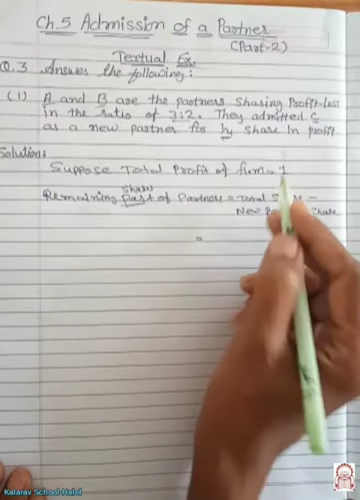 Ch.5 Admission of a Partner
(Part-2)
Textual Ex.
Q.3 Answer the following:
(1) A and B are the partners sharing Profit-Loss
in the ratio of 3:2. They admitted C
as a new partner for 1/4 share in profit.
Solution:
Suppose Total Profit of firm = 1
Share
Remaining Part of Partners = Total −
New Share
=
Kalarav School Halol